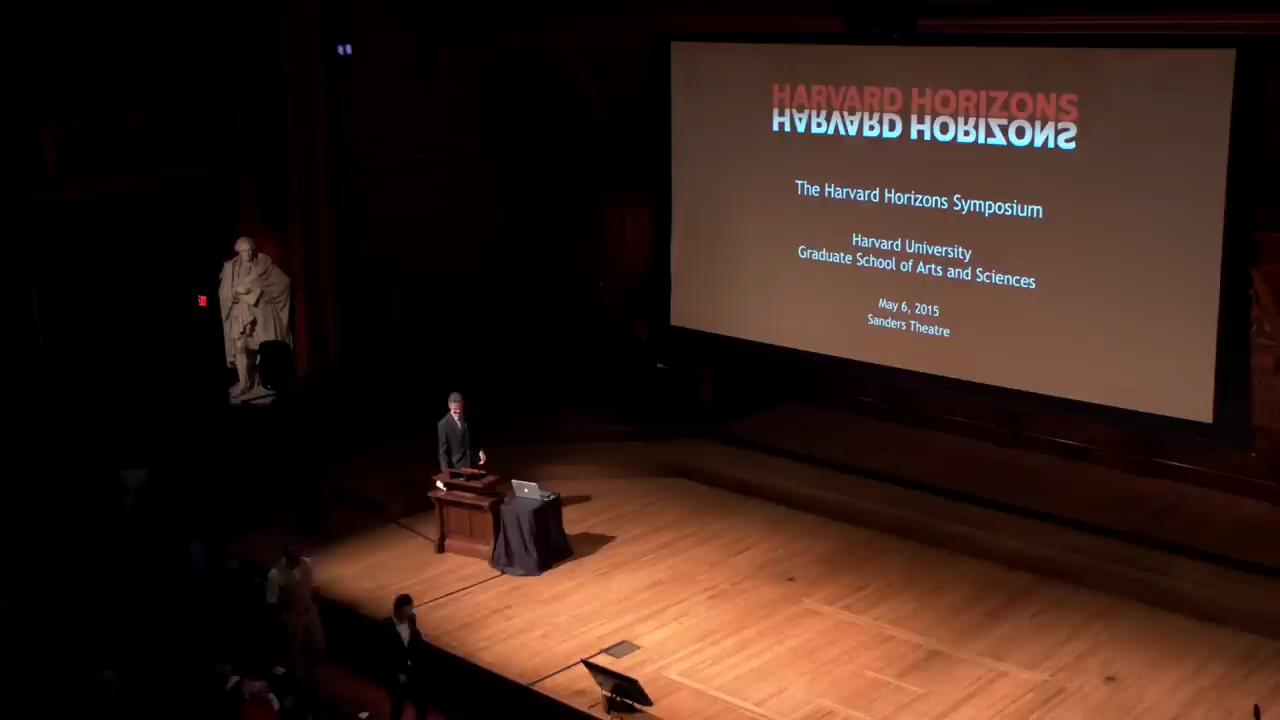 HARVARD HORIZONS
HARVARD HORIZONS
The Harvard Horizons Symposium
Harvard University
Graduate School of Arts and Sciences
May 6, 2015
Sanders Theatre